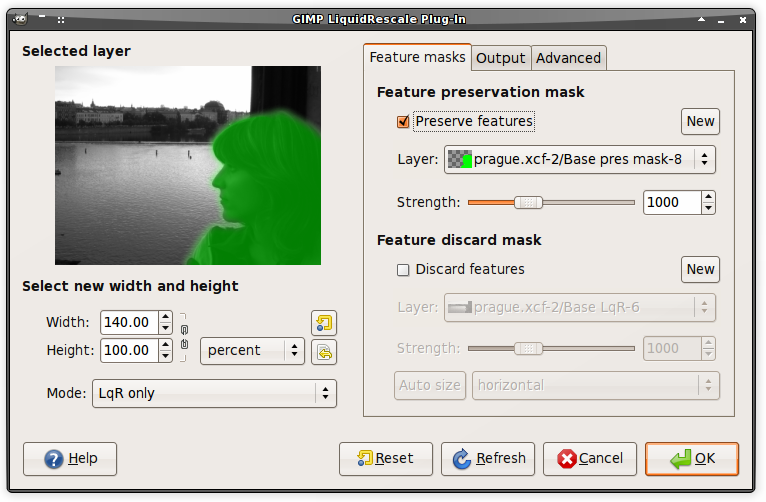 GIMP LiquidRescale Plug-In
Selected layer
Feature masks Output Advanced
Feature preservation mask
Preserve features New
Layer: prague.xcf-2/Base pres mask-8
Strength: 1000
Feature discard mask
Discard features New
Layer: prague.xcf-2/Base LqR-6
Strength: 1000
Auto size horizontal
Select new width and height
Width: 140.00
Height: 100.00 percent
Mode: LqR only
Help Reset Refresh Cancel OK